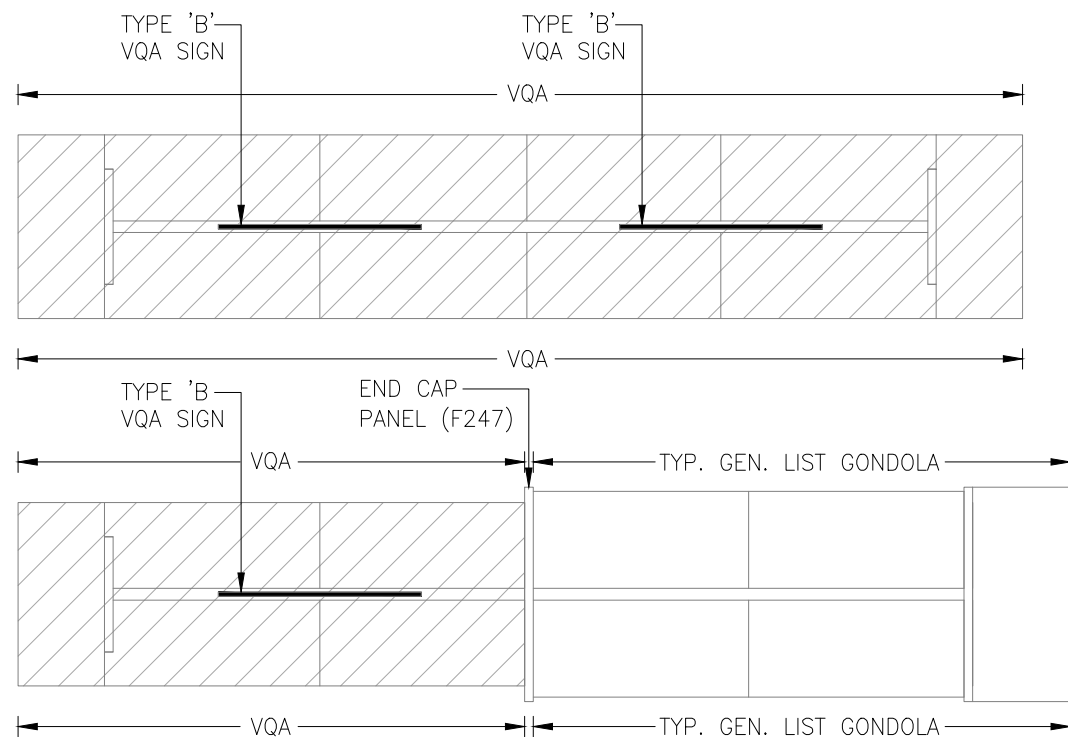 TYPE 'B'
VQA SIGN
TYPE 'B'
VQA SIGN
VQA
VQA
TYPE 'B
VQA SIGN
END CAP
PANEL (F247)
VQA
TYP. GEN. LIST GONDOLA
VQA
TYP. GEN. LIST GONDOLA